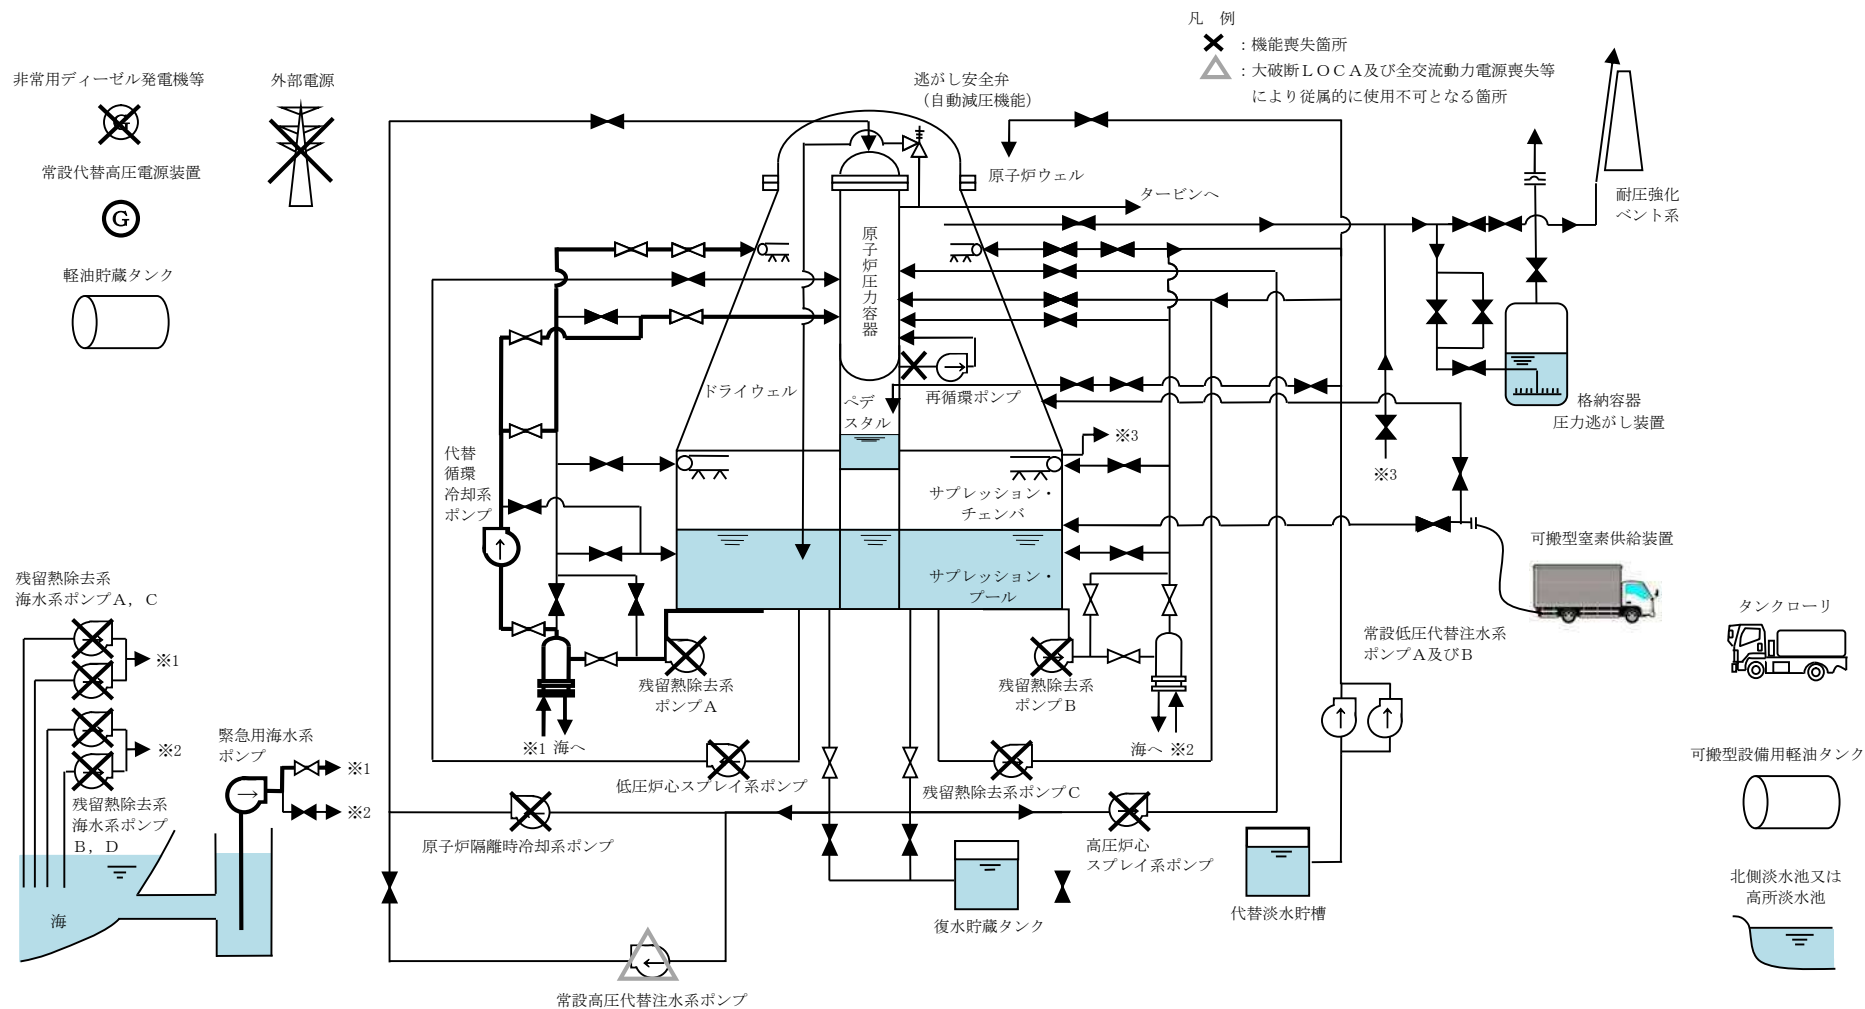 凡　例
：機能喪失箇所
：大破断ＬＯＣＡ及び全交流動力電源喪失等
により従属的に使用不可となる箇所
非常用ディーゼル発電機等
G
外部電源
常設代替高圧電源装置
G
軽油貯蔵タンク
逃がし安全弁
（自動減圧機能）
原子炉ウェル
タービンへ
耐圧強化
ベント系
原子炉圧力容器
ドライウェル
ペデ
スタル
再循環ポンプ
格納容器
圧力逃がし装置
※3
※3
代替
循環
冷却系
ポンプ
サプレッション・
チェンバ
サプレッション・
プール
可搬型窒素供給装置
残留熱除去系
海水系ポンプＡ，Ｃ
※1
※2
残留熱除去系
海水系ポンプ
Ｂ，Ｄ
緊急用海水系
ポンプ
※1
※2
海
残留熱除去系
ポンプＡ
※1 海へ
残留熱除去系
ポンプＢ
海へ ※2
常設低圧代替注水系
ポンプＡ及びＢ
タンクローリ
可搬型設備用軽油タンク
低圧炉心スプレイ系ポンプ
残留熱除去系ポンプＣ
原子炉隔離時冷却系ポンプ
高圧炉心
スプレイ系ポンプ
復水貯蔵タンク
代替淡水貯槽
北側淡水池又は
高所淡水池
常設高圧代替注水系ポンプ